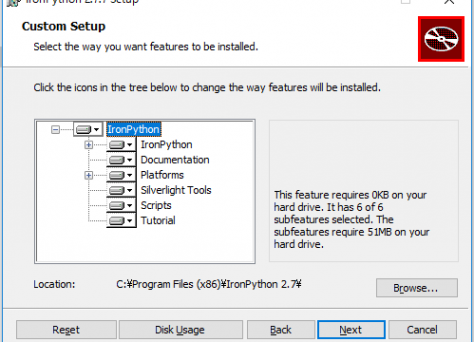 IronPython 2.7.7 Setup
Custom Setup
Select the way you want features to be installed.
Click the icons in the tree below to change the way features will be installed.
IronPython
IronPython
Documentation
Platforms
Silverlight Tools
Scripts
Tutorial
This feature requires 0KB on your
hard drive. It has 6 of 6
subfeatures selected. The
subfeatures require 51MB on your
hard drive.
Location: C:¥Program Files (x86)¥IronPython 2.7¥
Browse...
Reset Disk Usage Back Next Cancel